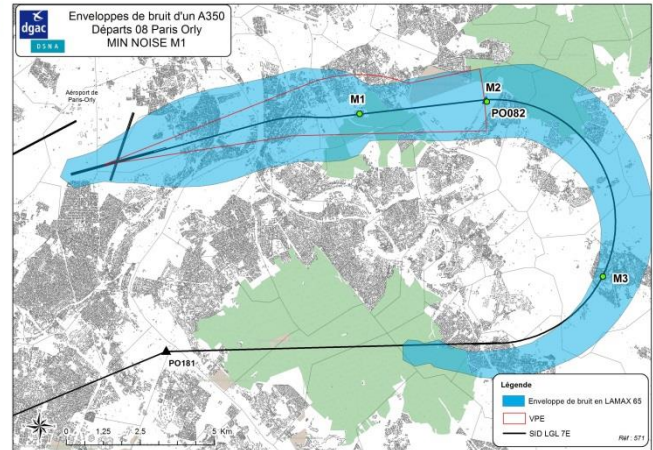 dgac
DSNA
Enveloppes de bruit d'un A350
Départs 08 Paris Orly
MIN NOISE M1
Aéroport de
Paris-Orly
M1
M2
PO082
M3
PO181
Légende
Enveloppe de bruit en LAMAX 65
VPE
SID LGL 7E
Réf : 571
0 1,25 2,5 5 Km